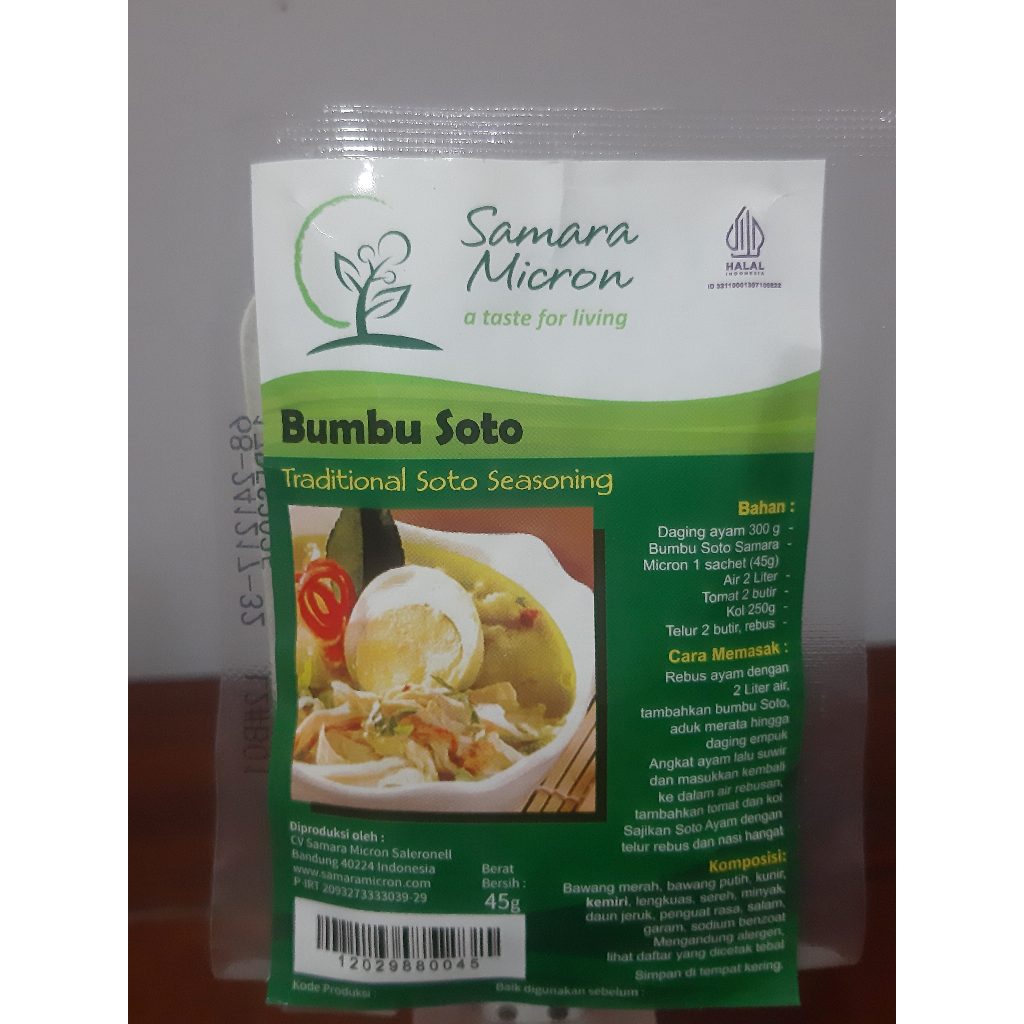 Samara
Micron
a taste for living
HALAL
INDONESIA
Bumbu Soto
Traditional Soto Seasoning
Bahan :
Daging ayam 300 g -
Bumbu Soto Samara -
Micron 1 sachet (45g)
Air 2 Liter -
Tomat 2 butir -
Kol 250g -
Telur 2 butir, rebus -
Cara Memasak :
Rebus ayam dengan
2 Liter air,
tambahkan bumbu Soto,
aduk merata hingga
daging empuk
Angkat ayam lalu suwir
dan masukkan kembali
ke dalam air rebusan,
tambahkan tomat dan kol
Sajikan Soto Ayam dengan
telur rebus dan nasi hangat
Komposisi:
Bawang merah, bawang putih, kunir,
kemiri, lengkuas, sereh, minyak,
daun jeruk, penguat rasa, salam,
garam, sodium benzoat
Mengandung alergen,
lihat daftar yang dicetak tebal
Simpan di tempat kering.
Diproduksi oleh :
CV Samara Micron Saleronell
Bandung 40224 Indonesia
www.samaramicron.com
P-IRT 2093273333039-29
Berat
Bersih :
45g
12029880045
Kode Produksi :
Baik digunakan sebelum :
68-24217-32